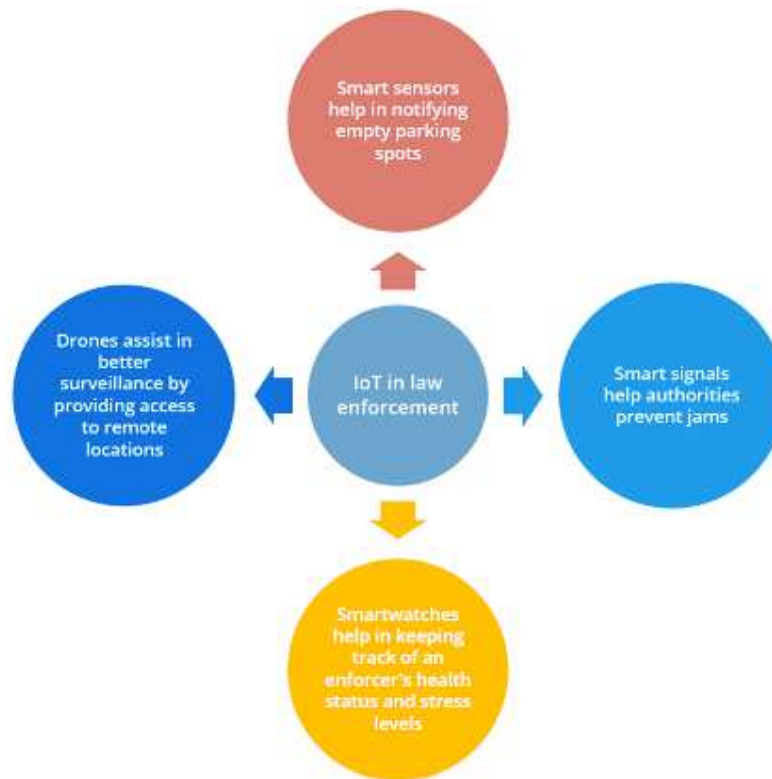 Smart sensors
help in notifying
empty parking
spots
Drones assist in
better
surveillance by
providing access
to remote
locations
IoT in law
enforcement
Smart signals
help authorities
prevent jams
Smartwatches
help in keeping
track of an
enforcer's health
status and stress
levels